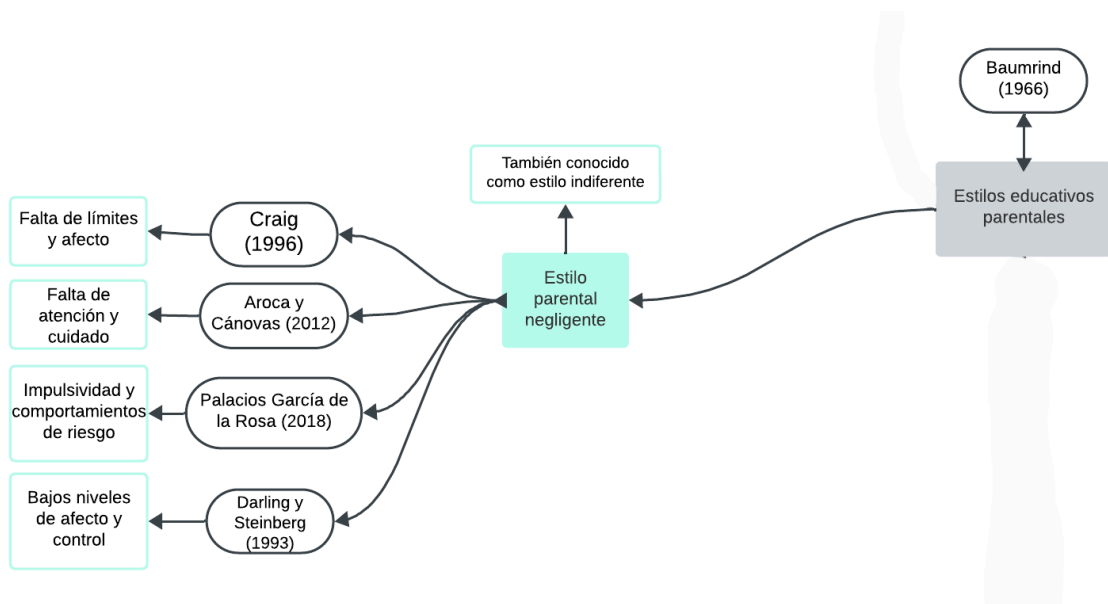 Baumrind
(1966)
Estilos educativos
parentales
También conocido
como estilo indiferente
Estilo
parental
negligente
Craig
(1996)
Falta de límites
y afecto
Aroca y
Cánovas (2012)
Falta de
atención y
cuidado
Palacios García de
la Rosa (2018)
Impulsividad y
comportamientos
de riesgo
Darling y
Steinberg
(1993)
Bajos niveles
de afecto y
control